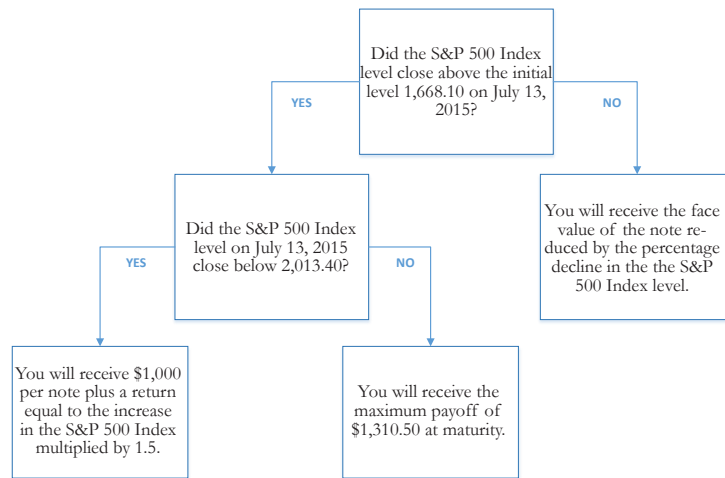 Did the S&P 500 Index
level close above the initial
level 1,668.10 on July 13,
2015?
YES
NO
Did the S&P 500 Index
level on July 13, 2015
close below 2,013.40?
You will receive the face
value of the note re-
duced by the percentage
decline in the the S&P
500 Index level.
YES
NO
You will receive $1,000
per note plus a return
equal to the increase
in the S&P 500 Index
multiplied by 1.5.
You will receive the
maximum payoff of
$1,310.50 at maturity.